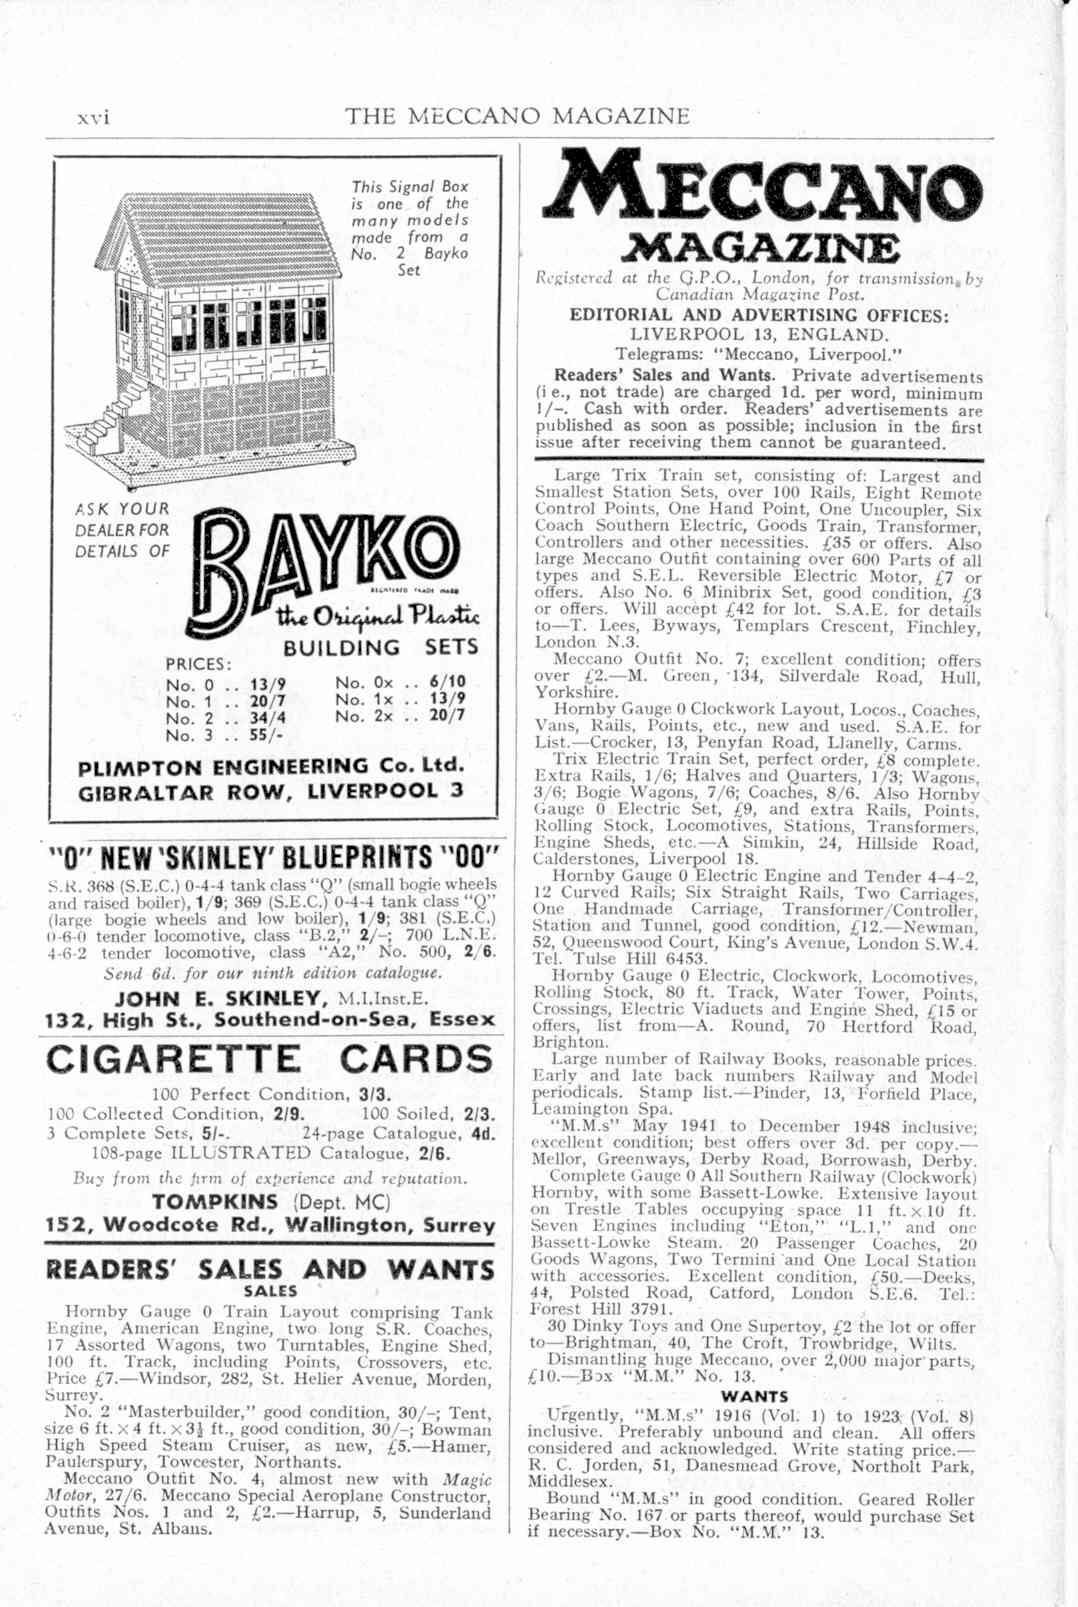 xvi
THE MECCANO MAGAZINE
This Signal Box
is one of the
many models
made from a
No. 2 Bayko
Set
ASK YOUR
DEALER FOR
DETAILS OF
BAYKO
REGISTERED TRADE MARK
the Original Plastic
BUILDING SETS
PRICES:
No. 0 .. 13/9
No. 1 .. 20/7
No. 2 .. 34/4
No. 3 .. 55/-
No. 0x .. 6/10
No. 1x .. 13/9
No. 2x .. 20/7
PLIMPTON ENGINEERING Co. Ltd.
GIBRALTAR ROW, LIVERPOOL 3
"0" NEW 'SKINLEY' BLUEPRINTS "00"
S.R. 368 (S.E.C.) 0-4-4 tank class "Q" (small bogie wheels
and raised boiler), 1/9; 369 (S.E.C.) 0-4-4 tank class "Q"
(large bogie wheels and low boiler), 1/9; 381 (S.E.C.)
0-6-0 tender locomotive, class "B.2," 2/-; 700 L.N.E.
4-6-2 tender locomotive, class "A2," No. 500, 2/6.
Send 6d. for our ninth edition catalogue.
JOHN E. SKINLEY, M.I.Inst.E.
132, High St., Southend-on-Sea, Essex
CIGARETTE CARDS
100 Perfect Condition, 3/3.
100 Collected Condition, 2/9. 100 Soiled, 2/3.
3 Complete Sets, 5/-. 24-page Catalogue, 4d.
108-page ILLUSTRATED Catalogue, 2/6.
Buy from the firm of experience and reputation.
TOMPKINS (Dept. MC)
152, Woodcote Rd., Wallington, Surrey
READERS' SALES AND WANTS
SALES
Hornby Gauge 0 Train Layout comprising Tank
Engine, American Engine, two long S.R. Coaches,
17 Assorted Wagons, two Turntables, Engine Shed,
100 ft. Track, including Points, Crossovers, etc.
Price £7.—Windsor, 282, St. Helier Avenue, Morden,
Surrey.
No. 2 "Masterbuilder," good condition, 30/-; Tent,
size 6 ft. × 4 ft. × 3½ ft., good condition, 30/-; Bowman
High Speed Steam Cruiser, as new, £5.—Hamer,
Paulerspury, Towcester, Northants.
Meccano Outfit No. 4, almost new with Magic
Motor, 27/6. Meccano Special Aeroplane Constructor,
Outfits Nos. 1 and 2, £2.—Harrup, 5, Sunderland
Avenue, St. Albans.
MECCANO
MAGAZINE
Registered at the G.P.O., London, for transmission by
Canadian Magazine Post.
EDITORIAL AND ADVERTISING OFFICES:
LIVERPOOL 13, ENGLAND.
Telegrams: "Meccano, Liverpool."
Readers' Sales and Wants. Private advertisements
(i e., not trade) are charged 1d. per word, minimum
1/-. Cash with order. Readers' advertisements are
published as soon as possible; inclusion in the first
issue after receiving them cannot be guaranteed.
Large Trix Train set, consisting of: Largest and
Smallest Station Sets, over 100 Rails, Eight Remote
Control Points, One Hand Point, One Uncoupler, Six
Coach Southern Electric, Goods Train, Transformer,
Controllers and other necessities. £35 or offers. Also
large Meccano Outfit containing over 600 Parts of all
types and S.E.L. Reversible Electric Motor, £7 or
offers. Also No. 6 Minibrix Set, good condition, £3
or offers. Will accept £42 for lot. S.A.E. for details
to—T. Lees, Byways, Templars Crescent, Finchley,
London N.3.
Meccano Outfit No. 7; excellent condition; offers
over £2.—M. Green, 134, Silverdale Road, Hull,
Yorkshire.
Hornby Gauge 0 Clockwork Layout, Locos., Coaches,
Vans, Rails, Points, etc., new and used. S.A.E. for
List.—Crocker, 13, Penyfan Road, Llanelly, Carms.
Trix Electric Train Set, perfect order, £8 complete.
Extra Rails, 1/6; Halves and Quarters, 1/3; Wagons,
3/6; Bogie Wagons, 7/6; Coaches, 8/6. Also Hornby
Gauge 0 Electric Set, £9, and extra Rails, Points,
Rolling Stock, Locomotives, Stations, Transformers,
Engine Sheds, etc.—A Simkin, 24, Hillside Road,
Calderstones, Liverpool 18.
Hornby Gauge 0 Electric Engine and Tender 4-4-2,
12 Curved Rails; Six Straight Rails, Two Carriages,
One Handmade Carriage, Transformer/Controller,
Station and Tunnel, good condition, £12.—Newman,
52, Queenswood Court, King's Avenue, London S.W.4.
Tel. Tulse Hill 6453.
Hornby Gauge 0 Electric, Clockwork, Locomotives,
Rolling Stock, 80 ft. Track, Water Tower, Points,
Crossings, Electric Viaducts and Engine Shed, £15 or
offers, list from—A. Round, 70 Hertford Road,
Brighton.
Large number of Railway Books, reasonable prices.
Early and late back numbers Railway and Model
periodicals. Stamp list.—Pinder, 13, Forfield Place,
Leamington Spa.
"M.M.s" May 1941 to December 1948 inclusive;
excellent condition; best offers over 3d. per copy.—
Mellor, Greenways, Derby Road, Borrowash, Derby.
Complete Gauge 0 All Southern Railway (Clockwork)
Hornby, with some Bassett-Lowke. Extensive layout
on Trestle Tables occupying space 11 ft. × 10 ft.
Seven Engines including "Eton," "L.1," and one
Bassett-Lowke Steam. 20 Passenger Coaches, 20
Goods Wagons, Two Termini and One Local Station
with accessories. Excellent condition, £50.—Deeks,
44, Polsted Road, Catford, London S.E.6. Tel.:
Forest Hill 3791.
30 Dinky Toys and One Supertoy, £2 the lot or offer
to—Brightman, 40, The Croft, Trowbridge, Wilts.
Dismantling huge Meccano, over 2,000 major parts,
£10.—Box "M.M." No. 13.
WANTS
Urgently, "M.M.s" 1916 (Vol. 1) to 1923 (Vol. 8)
inclusive. Preferably unbound and clean. All offers
considered and acknowledged. Write stating price.—
R. C. Jorden, 51, Danesmead Grove, Northolt Park,
Middlesex.
Bound "M.M.s" in good condition. Geared Roller
Bearing No. 167 or parts thereof, would purchase Set
if necessary.—Box No. "M.M." 13.